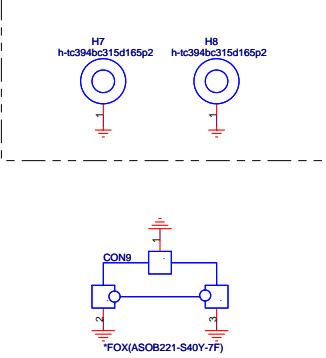 H7 H8
h-tc394bc315d165p2 h-tc394bc315d165p2
1 1
1
CON9
2 3
*FOX(ASOB221-S40Y-7F)